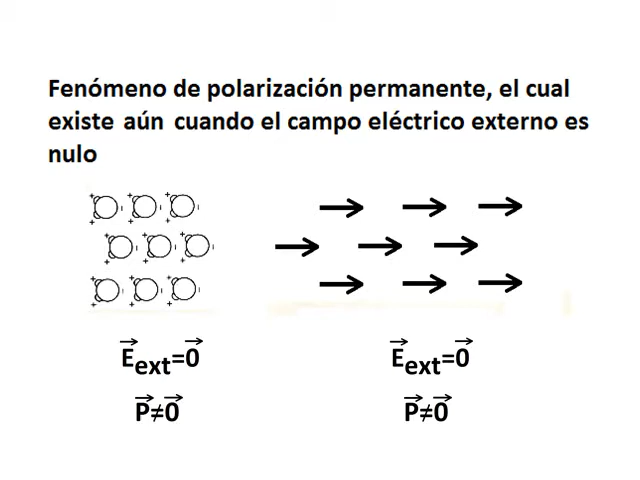 Fenómeno de polarización permanente, el cual
existe aún cuando el campo eléctrico externo es
nulo
E⃗ext=0⃗ E⃗ext=0⃗
P⃗≠0⃗ P⃗≠0⃗